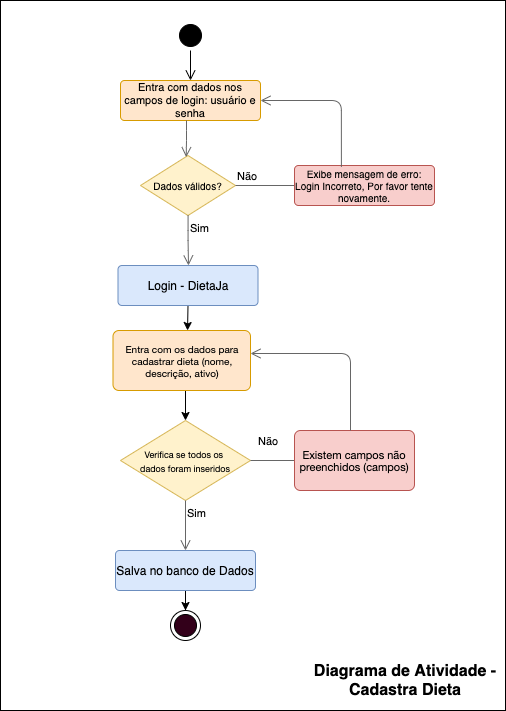 Entra com dados nos
campos de login: usuário e
senha
Dados válidos?
Não
Exibe mensagem de erro:
Login Incorreto, Por favor tente
novamente.
Sim
Login - DietaJa
Entra com os dados para
cadastrar dieta (nome,
descrição, ativo)
Verifica se todos os
dados foram inseridos
Não
Existem campos não
preenchidos (campos)
Sim
Salva no banco de Dados
Diagrama de Atividade -
Cadastra Dieta